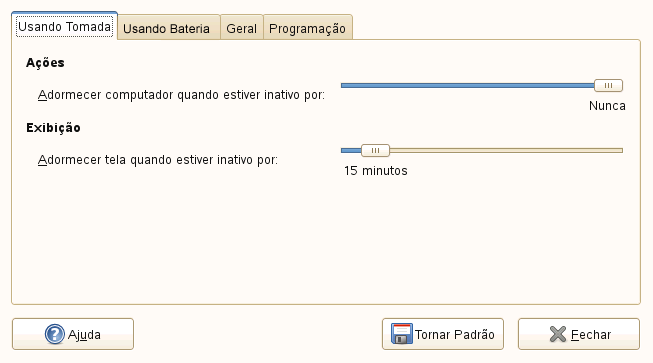 Usando Tomada Usando Bateria Geral Programação
Ações
Adormecer computador quando estiver inativo por:
Nunca
Exibição
Adormecer tela quando estiver inativo por:
15 minutos
Ajuda Tornar Padrão Fechar